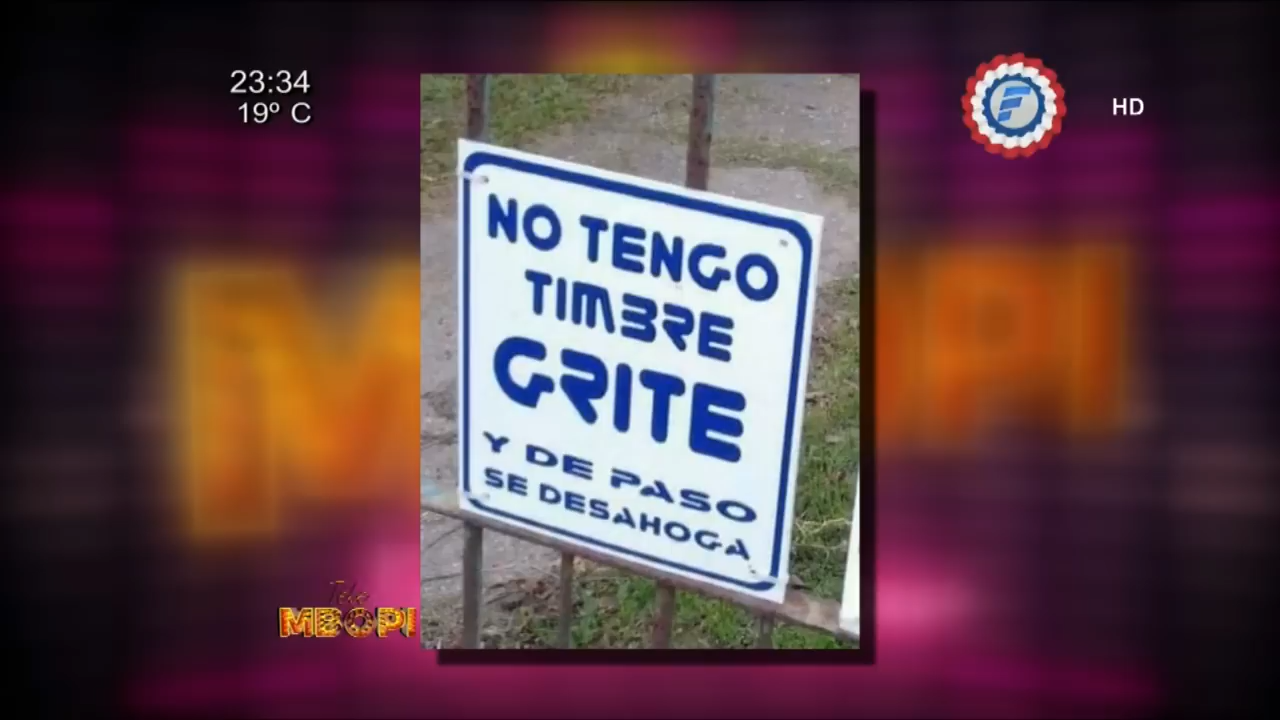 23:34
19º C
HD
NO TENGO
TIMBRE
GRITE
Y DE PASO
SE DESAHOGA
Tele
MBOPI